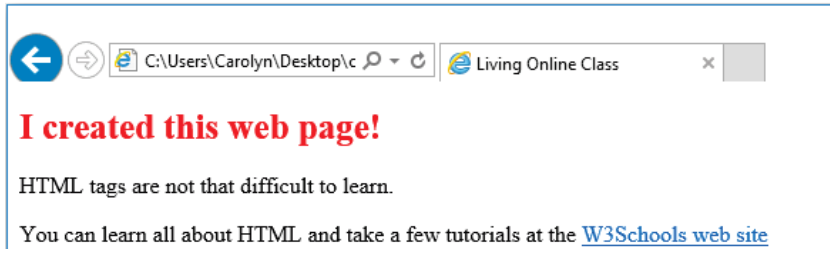 C:\Users\Carolyn\Desktop\c
Living Online Class
I created this web page!
HTML tags are not that difficult to learn.
You can learn all about HTML and take a few tutorials at the W3Schools web site